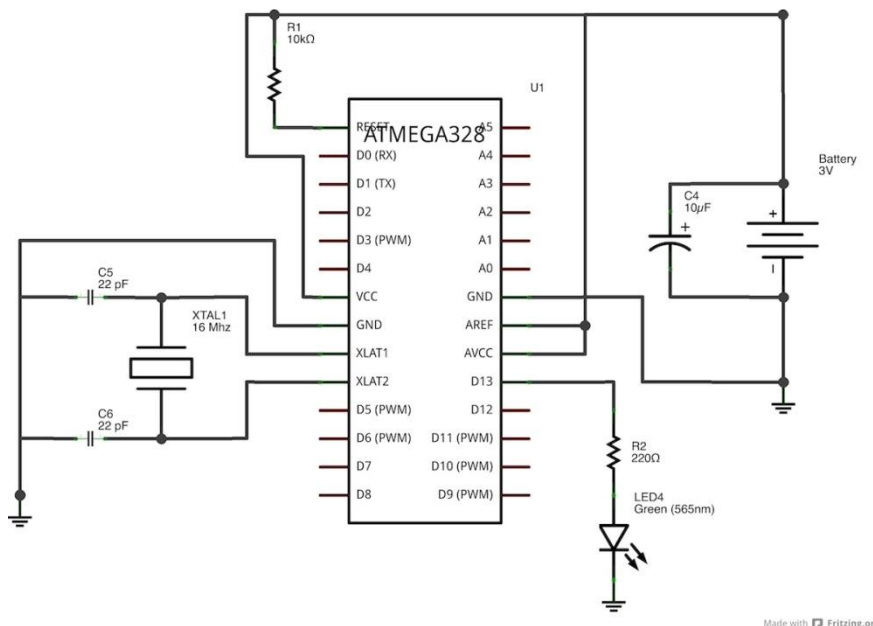 R1
10kΩ
U1
ATMEGA328
RESET
A5
D0 (RX)
A4
D1 (TX)
A3
D2
A2
D3 (PWM)
A1
D4
A0
VCC
GND
GND
AREF
XLAT1
AVCC
XLAT2
D13
D5 (PWM)
D12
D6 (PWM)
D11 (PWM)
D7
D10 (PWM)
D8
D9 (PWM)
Battery
3V
C4
10µF
+
+
–
C5
22 pF
XTAL1
16 Mhz
C6
22 pF
R2
220Ω
LED4
Green (565nm)
Made with Fritzing.or